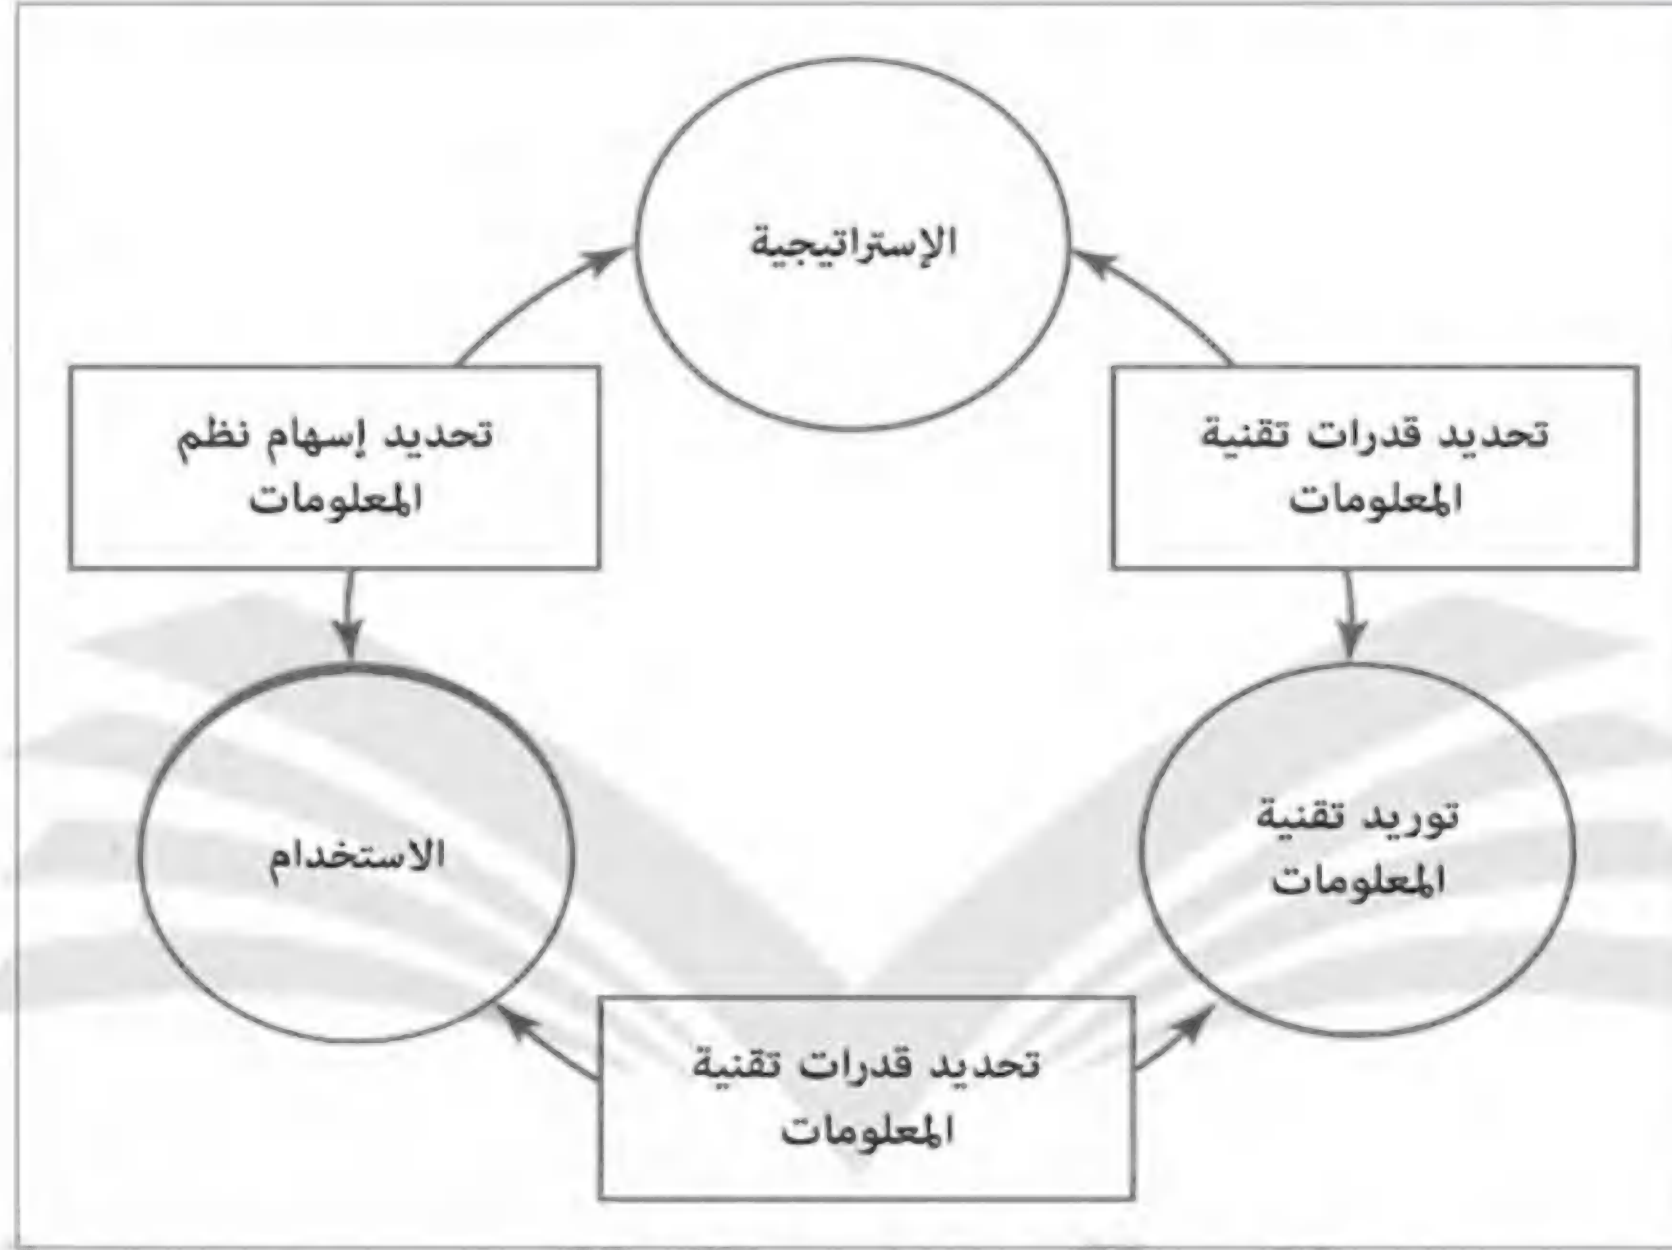 الإستراتيجية
تحديد قدرات تقنية
المعلومات
تحديد إسهام نظم
المعلومات
توريد تقنية
المعلومات
الاستخدام
تحديد قدرات تقنية
المعلومات